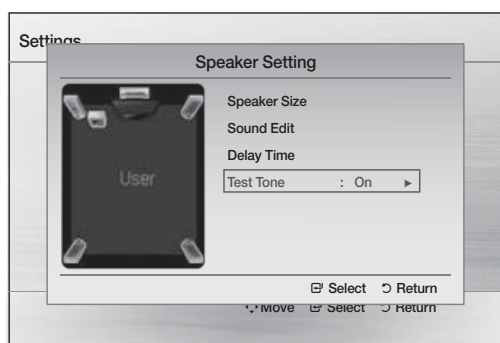 Settings
Speaker Setting
Speaker Size
Sound Edit
Delay Time
User
Test Tone : On ►
Select Return
Move Select Return